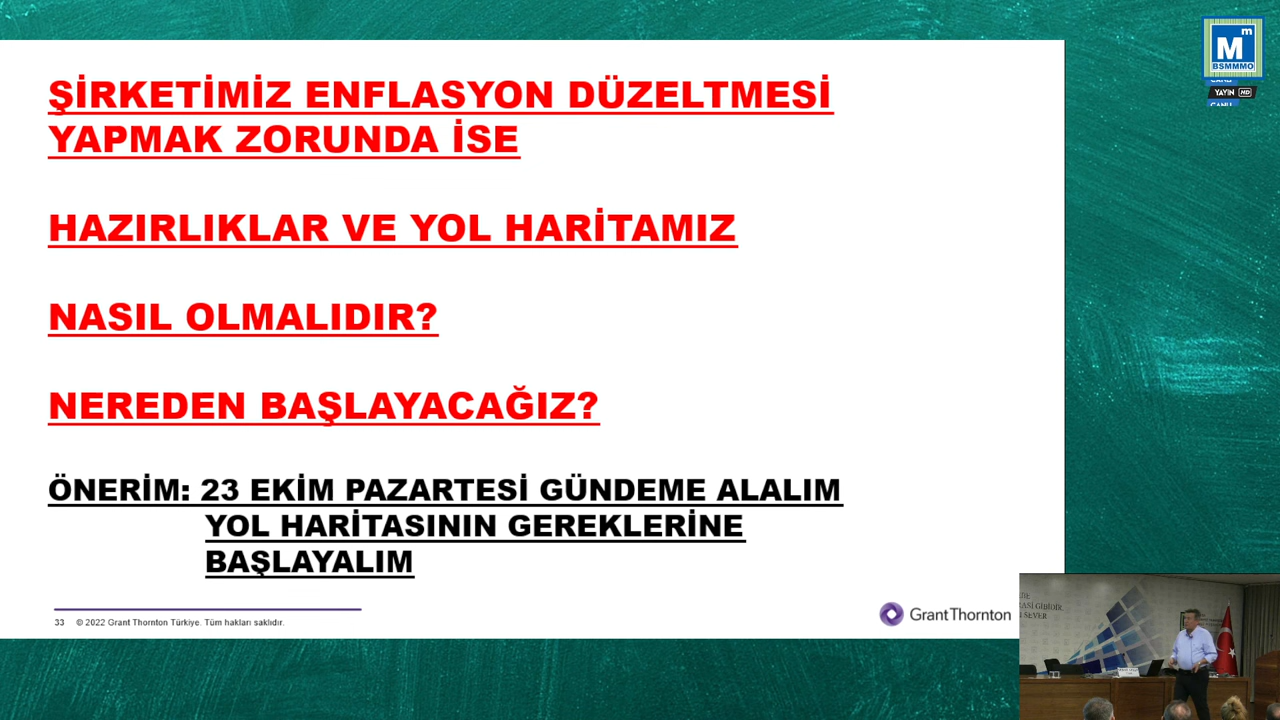 ŞİRKETİMİZ ENFLASYON DÜZELTMESİ
YAPMAK ZORUNDA İSE
HAZIRLIKLAR VE YOL HARİTAMIZ
NASIL OLMALIDIR?
NEREDEN BAŞLAYACAĞIZ?
ÖNERİM: 23 EKİM PAZARTESİ GÜNDEME ALALIM
YOL HARİTASININ GEREKLERİNE
BAŞLAYALIM
33 © 2022 Grant Thornton Türkiye. Tüm hakları saklıdır.
GrantThornton
Mm
BSMMMO
YAYIN HD
SEVER